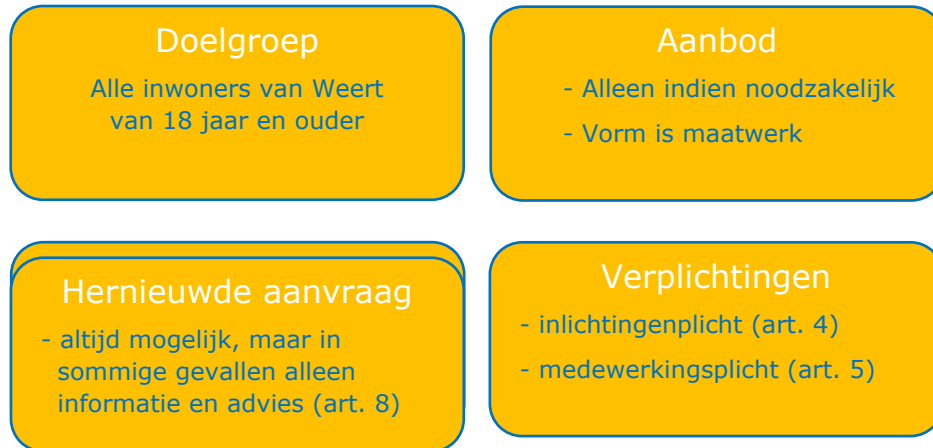 Doelgroep
Alle inwoners van Weert
van 18 jaar en ouder
Aanbod
- Alleen indien noodzakelijk
- Vorm is maatwerk
Hernieuwde aanvraag
- altijd mogelijk, maar in
sommige gevallen alleen
informatie en advies (art. 8)
Verplichtingen
- inlichtingenplicht (art. 4)
- medewerkingsplicht (art. 5)